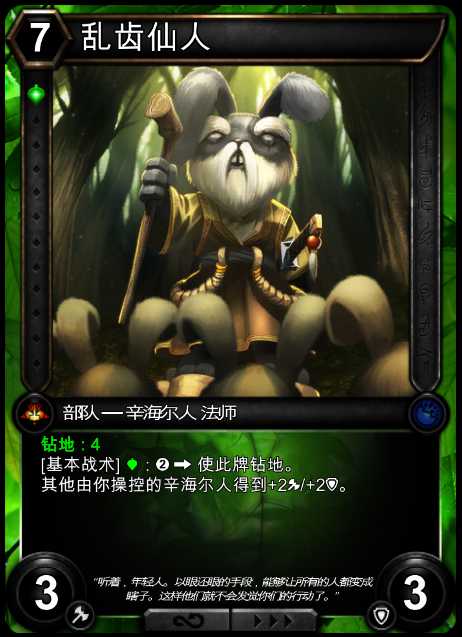 7 乱齿仙人
部队 — 辛海尔人 法师
钻地 : 4
[基本战术] : 2 使此牌钻地。
其他由你操控的辛海尔人得到+2/+2。
3
“听着，年轻人。以眼还眼的手段，能够让所有的人都变成
瞎子。这样他们就不会发觉你们的行动了。”
3